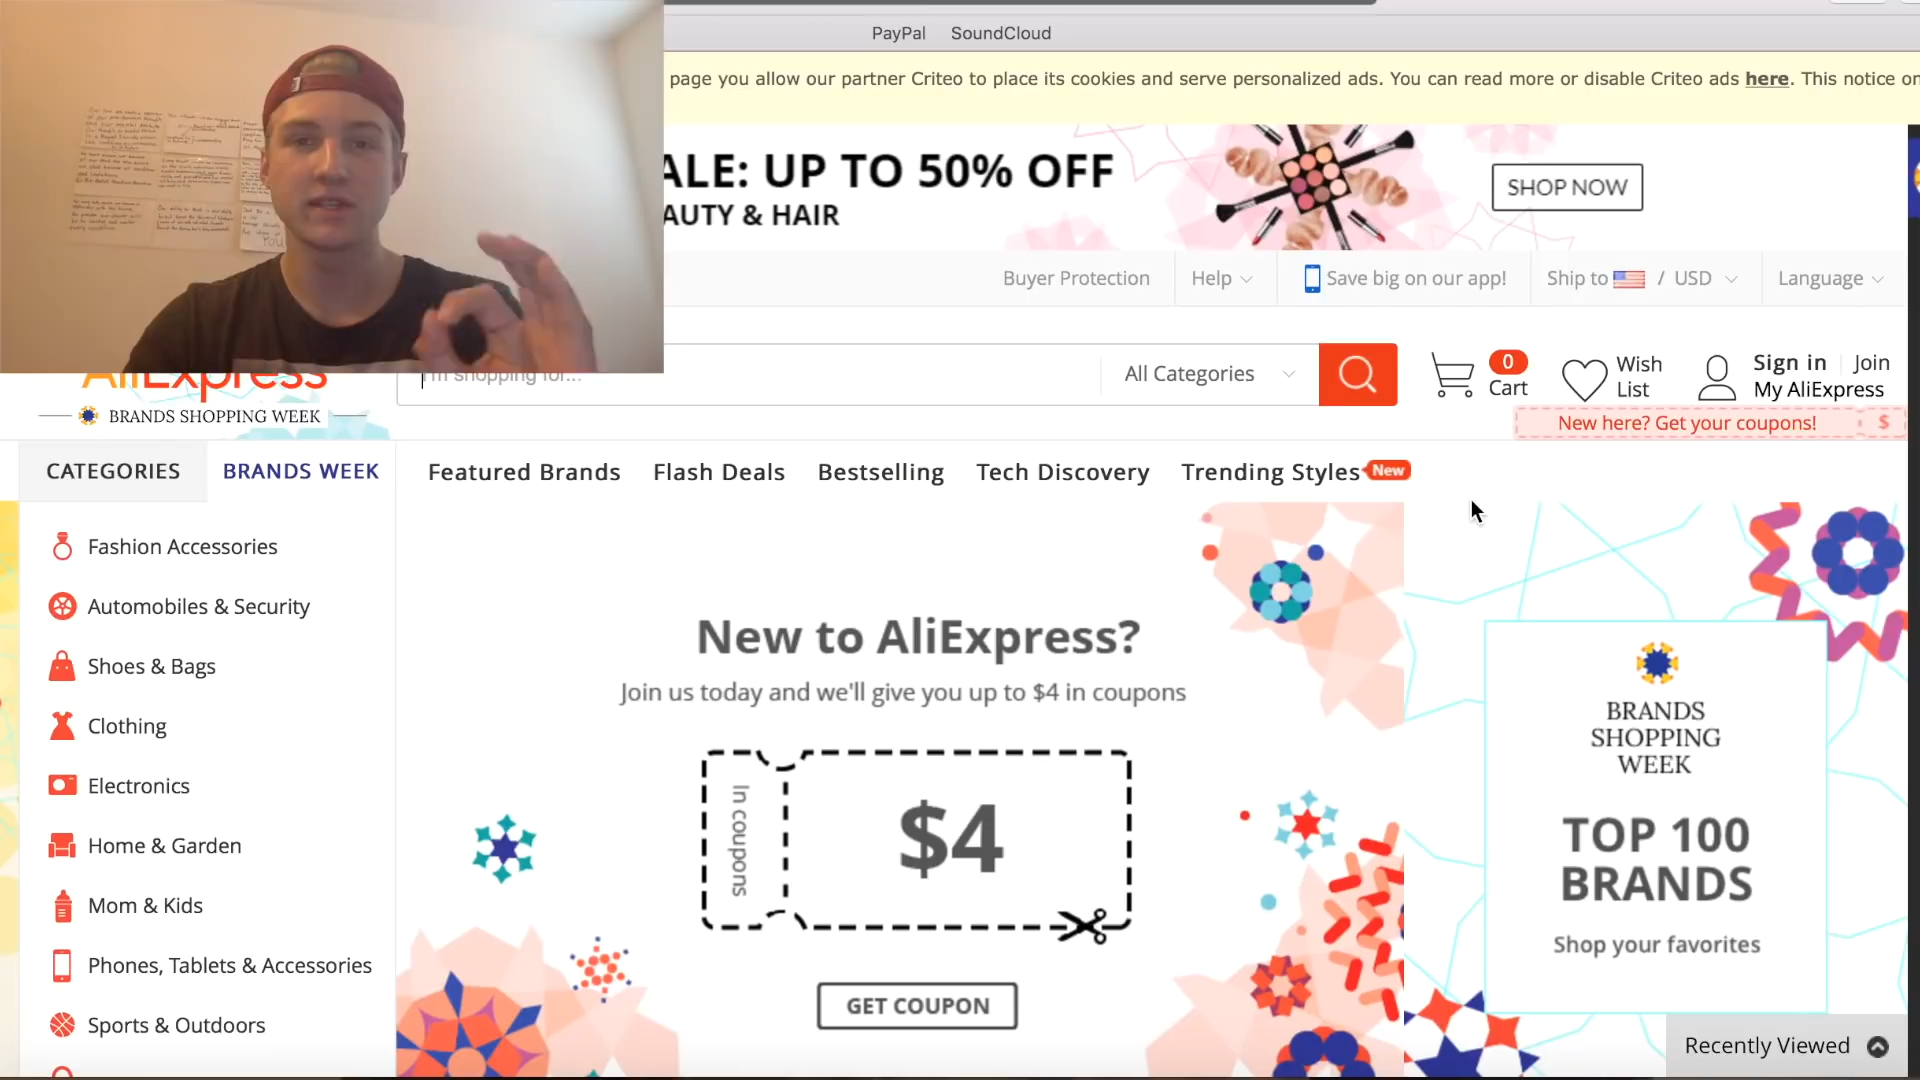 PayPal SoundCloud
page you allow our partner Criteo to place its cookies and serve personalized ads. You can read more or disable Criteo ads here. This notice on
ALE: UP TO 50% OFF
AUTY & HAIR
SHOP NOW
Buyer Protection Help Save big on our app! Ship to / USD Language
I'm shopping for...
All Categories
0
Cart
Wish
List
Sign in Join
My AliExpress
AliExpress
BRANDS SHOPPING WEEK
New here? Get your coupons! $
CATEGORIES BRANDS WEEK Featured Brands Flash Deals Bestselling Tech Discovery Trending Styles New
Fashion Accessories
Automobiles & Security
Shoes & Bags
Clothing
Electronics
Home & Garden
Mom & Kids
Phones, Tablets & Accessories
Sports & Outdoors
New to AliExpress?
Join us today and we'll give you up to $4 in coupons
In coupons
$4
GET COUPON
BRANDS
SHOPPING
WEEK
TOP 100
BRANDS
Shop your favorites
Recently Viewed
YOU